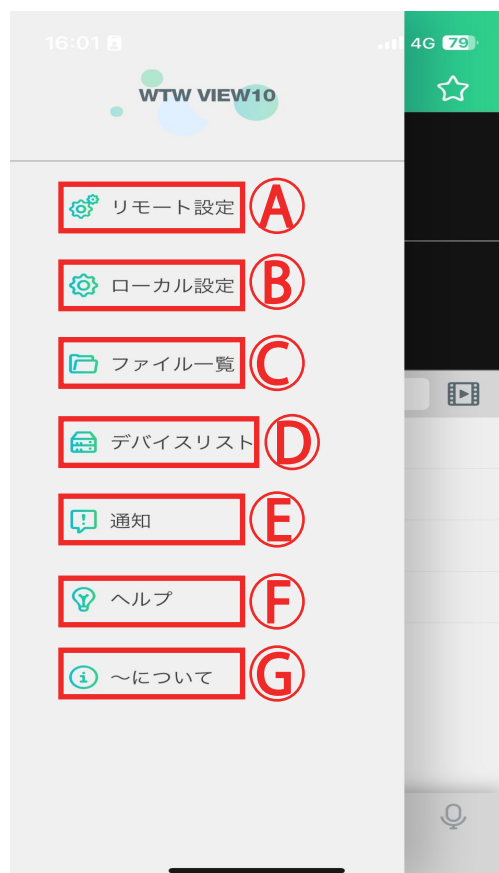 16:01
4G 79
WTW VIEW10
リモート設定 A
ローカル設定 B
ファイル一覧 C
デバイスリスト D
通知 E
ヘルプ F
～について G